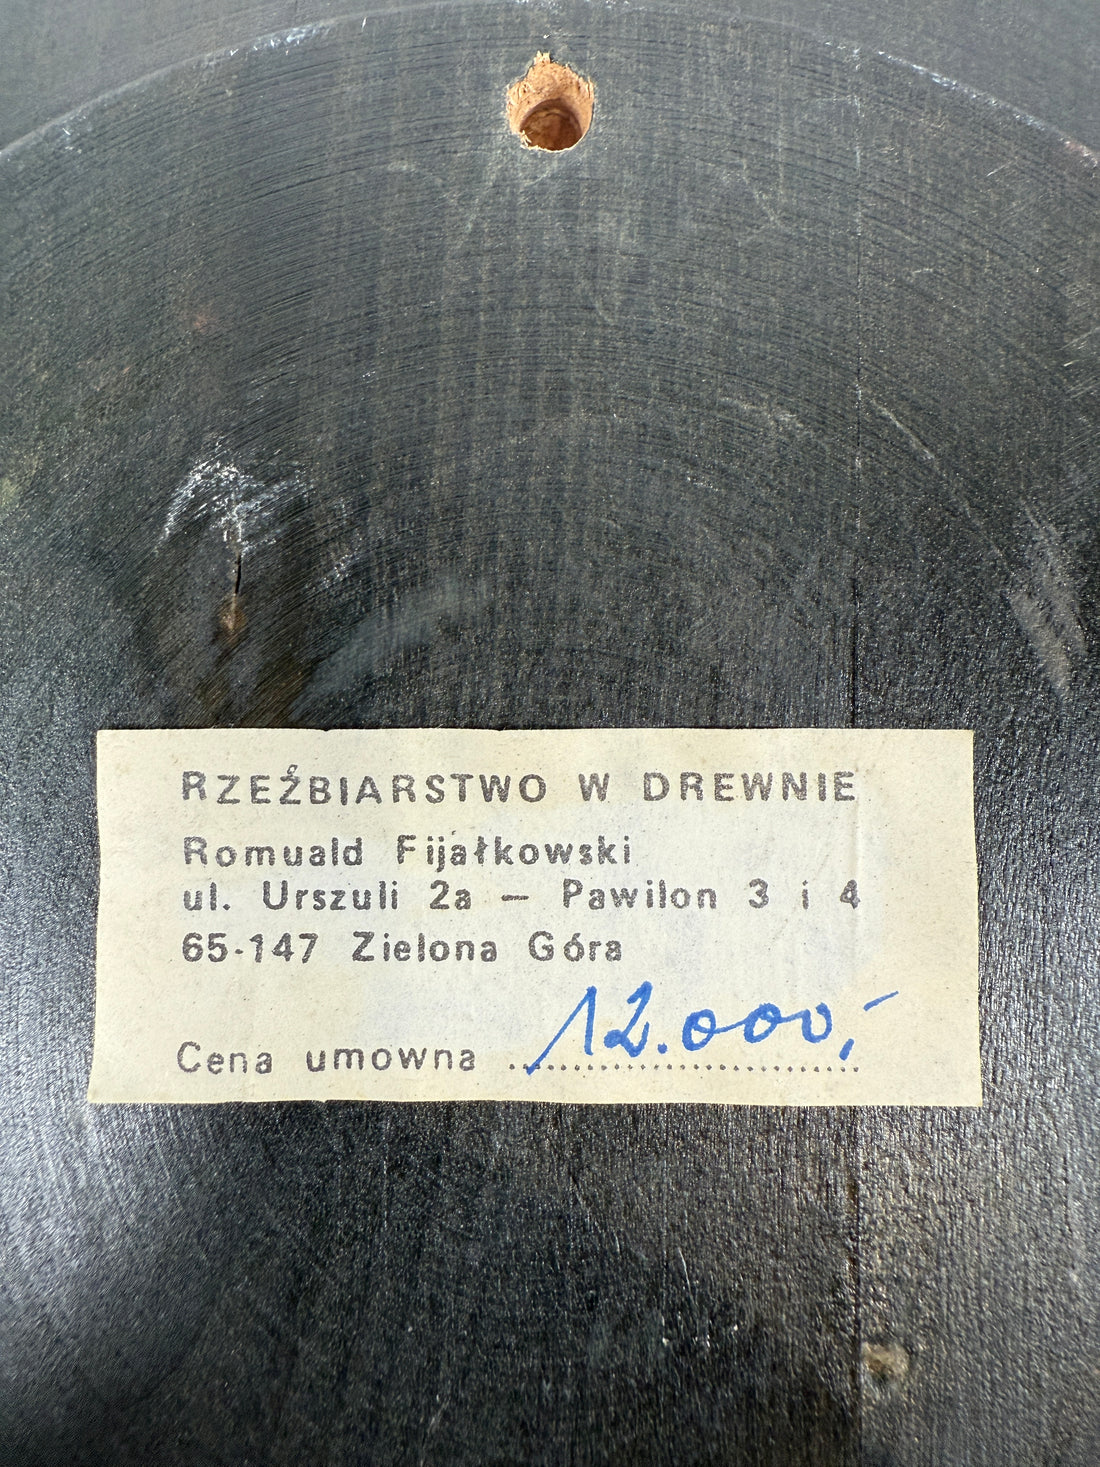 RZEŹBIARSTWO W DREWNIE
Romuald Fijałkowski
ul. Urszuli 2a — Pawilon 3 i 4
65-147 Zielona Góra
Cena umowna 12.000,-